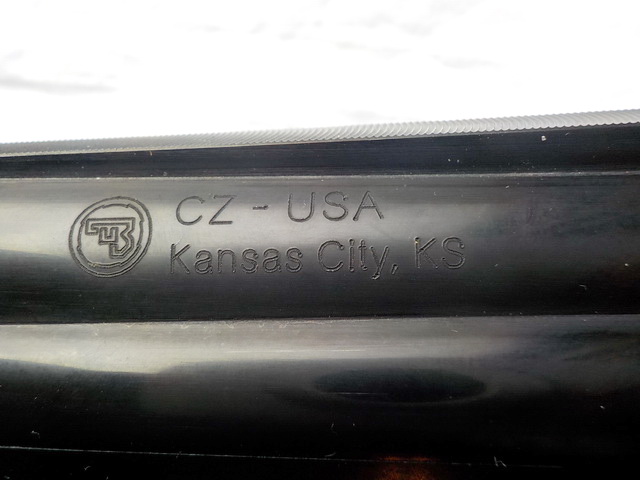 CZ - USA
Kansas City, KS